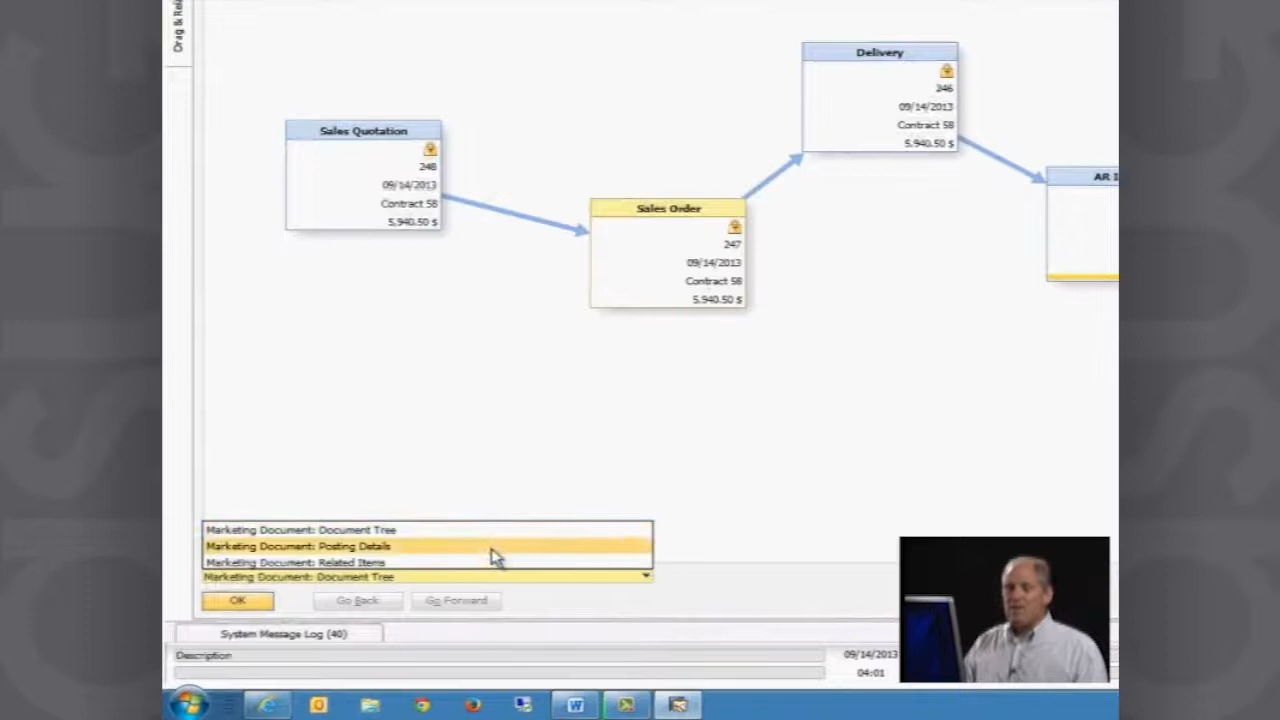 Drag & Rela
Delivery
246
09/14/2013
Contract 58
5,940.50 $
Sales Quotation
248
09/14/2013
Contract 58
5,940.50 $
AR I
Sales Order
247
09/14/2013
Contract 58
5,940.50 $
Marketing Document: Document Tree
Marketing Document: Posting Details
Marketing Document: Related Items
Marketing Document: Document Tree
OK Go Back Go Forward
System Message Log (40)
Description 09/14/2013
04:01